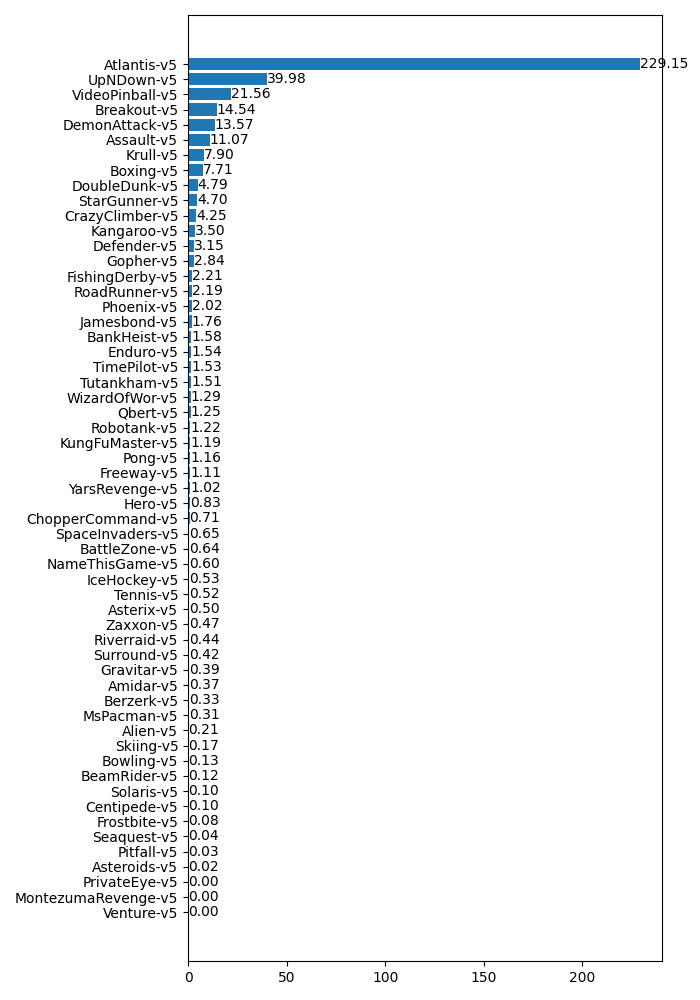 Atlantis-v5 229.15
UpNDown-v5 39.98
VideoPinball-v5 21.56
Breakout-v5 14.54
DemonAttack-v5 13.57
Assault-v5 11.07
Krull-v5 7.90
Boxing-v5 7.71
DoubleDunk-v5 4.79
StarGunner-v5 4.70
CrazyClimber-v5 4.25
Kangaroo-v5 3.50
Defender-v5 3.15
Gopher-v5 2.84
FishingDerby-v5 2.21
RoadRunner-v5 2.19
Phoenix-v5 2.02
Jamesbond-v5 1.76
BankHeist-v5 1.58
Enduro-v5 1.54
TimePilot-v5 1.53
Tutankham-v5 1.51
WizardOfWor-v5 1.29
Qbert-v5 1.25
Robotank-v5 1.22
KungFuMaster-v5 1.19
Pong-v5 1.16
Freeway-v5 1.11
YarsRevenge-v5 1.02
Hero-v5 0.83
ChopperCommand-v5 0.71
SpaceInvaders-v5 0.65
BattleZone-v5 0.64
NameThisGame-v5 0.60
IceHockey-v5 0.53
Tennis-v5 0.52
Asterix-v5 0.50
Zaxxon-v5 0.47
Riverraid-v5 0.44
Surround-v5 0.42
Gravitar-v5 0.39
Amidar-v5 0.37
Berzerk-v5 0.33
MsPacman-v5 0.31
Alien-v5 0.21
Skiing-v5 0.17
Bowling-v5 0.13
BeamRider-v5 0.12
Solaris-v5 0.10
Centipede-v5 0.10
Frostbite-v5 0.08
Seaquest-v5 0.04
Pitfall-v5 0.03
Asteroids-v5 0.02
PrivateEye-v5 0.00
MontezumaRevenge-v5 0.00
Venture-v5 0.00
0 50 100 150 200